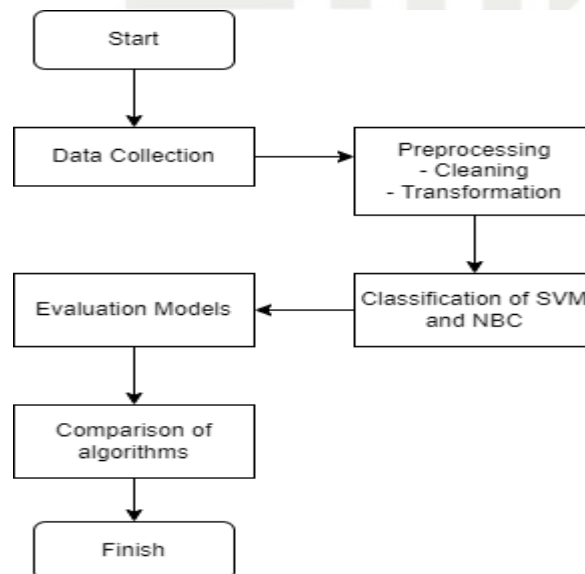 Start
Data Collection
Preprocessing
- Cleaning
- Transformation
Classification of SVM
and NBC
Evaluation Models
Comparison of
algorithms
Finish